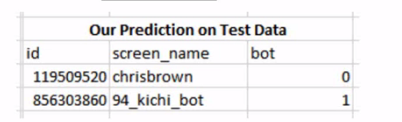 Our Prediction on Test Data
id screen_name bot
119509520 chrisbrown 0
856303860 94_kichi_bot 1